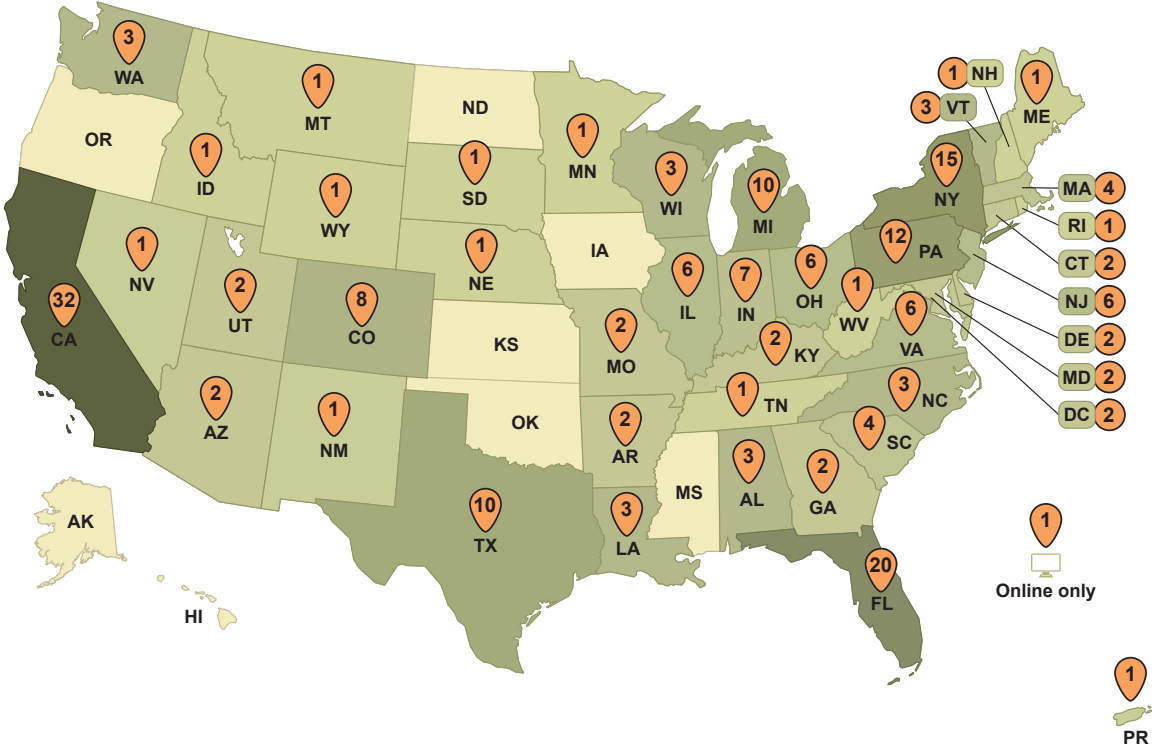 3
WA
OR
1
MT
1
ID
ND
1
MN
1
SD
1
WY
3
WI
10
MI
15
NY
1 NH
3 VT
1
ME
MA 4
RI 1
CT 2
NJ 6
DE 2
MD 2
DC 2
32
CA
1
NV
2
UT
8
CO
1
NE
IA
6
IL
7
IN
6
OH
12 PA
1
WV
6
VA
KS
2
MO
2 KY
2
AZ
1
NM
OK
2
AR
1 TN
3 NC
4 SC
10
TX
3
LA
MS
3
AL
2
GA
20
FL
AK
HI
1
Online only
1
PR